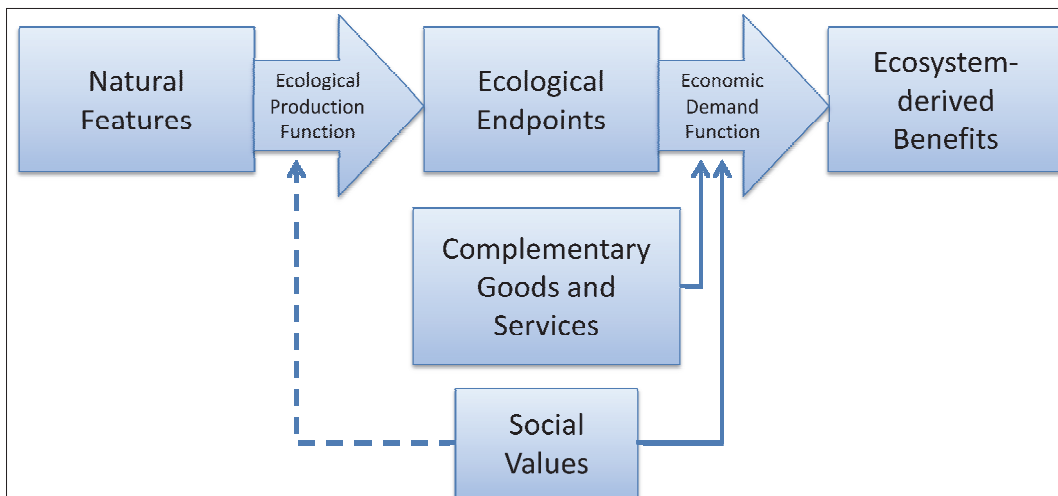 Natural
Features
Ecological
Production
Function
Ecological
Endpoints
Economic
Demand
Function
Ecosystem-
derived
Benefits
Complementary
Goods and
Services
Social
Values